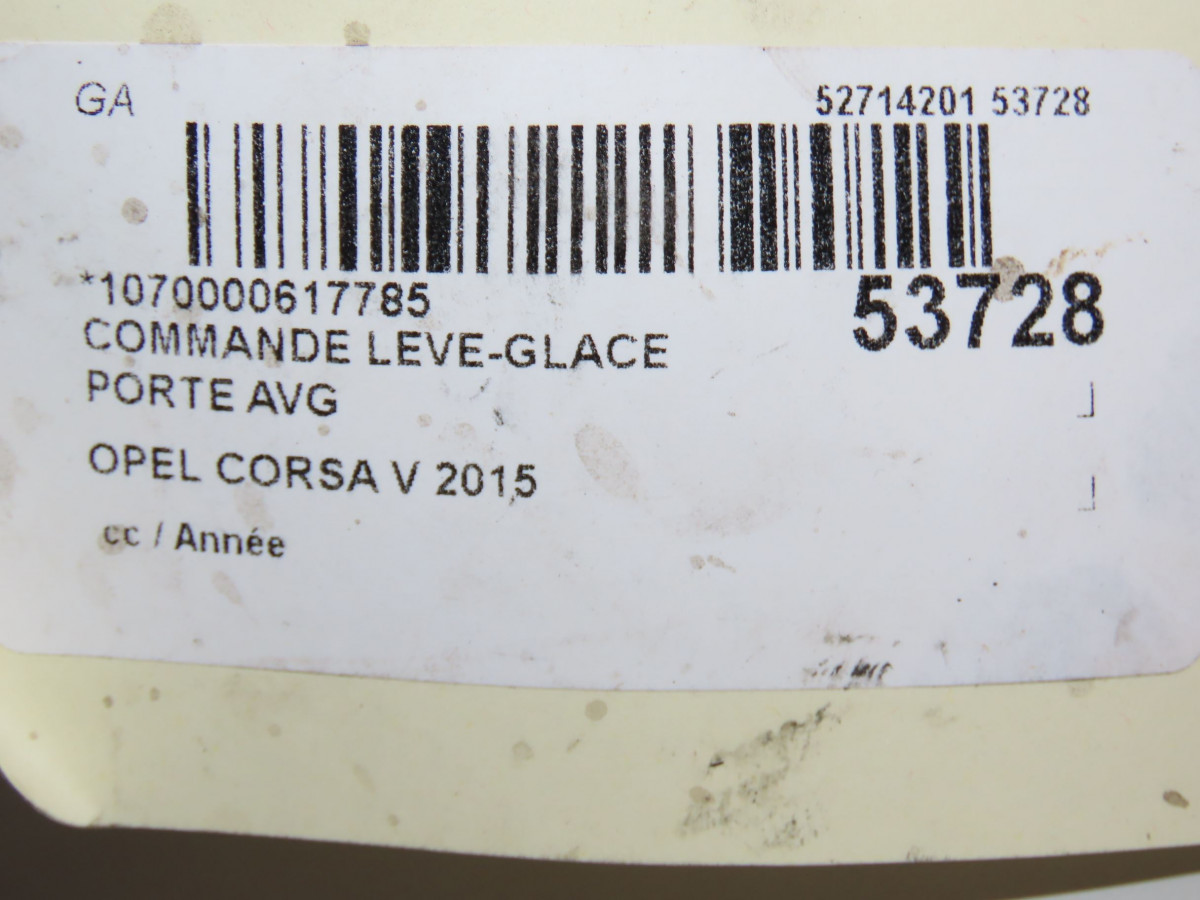 GA 52714201 53728
*1070000617785 53728
COMMANDE LEVE-GLACE
PORTE AVG
OPEL CORSA V 2015
cc / Année